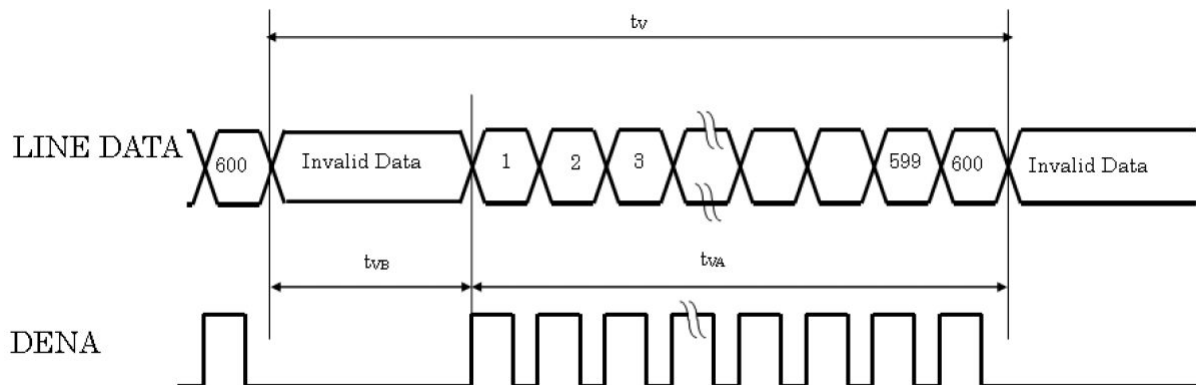 tV
LINE DATA 600 Invalid Data 1 2 3 599 600 Invalid Data
tVB tVA
DENA